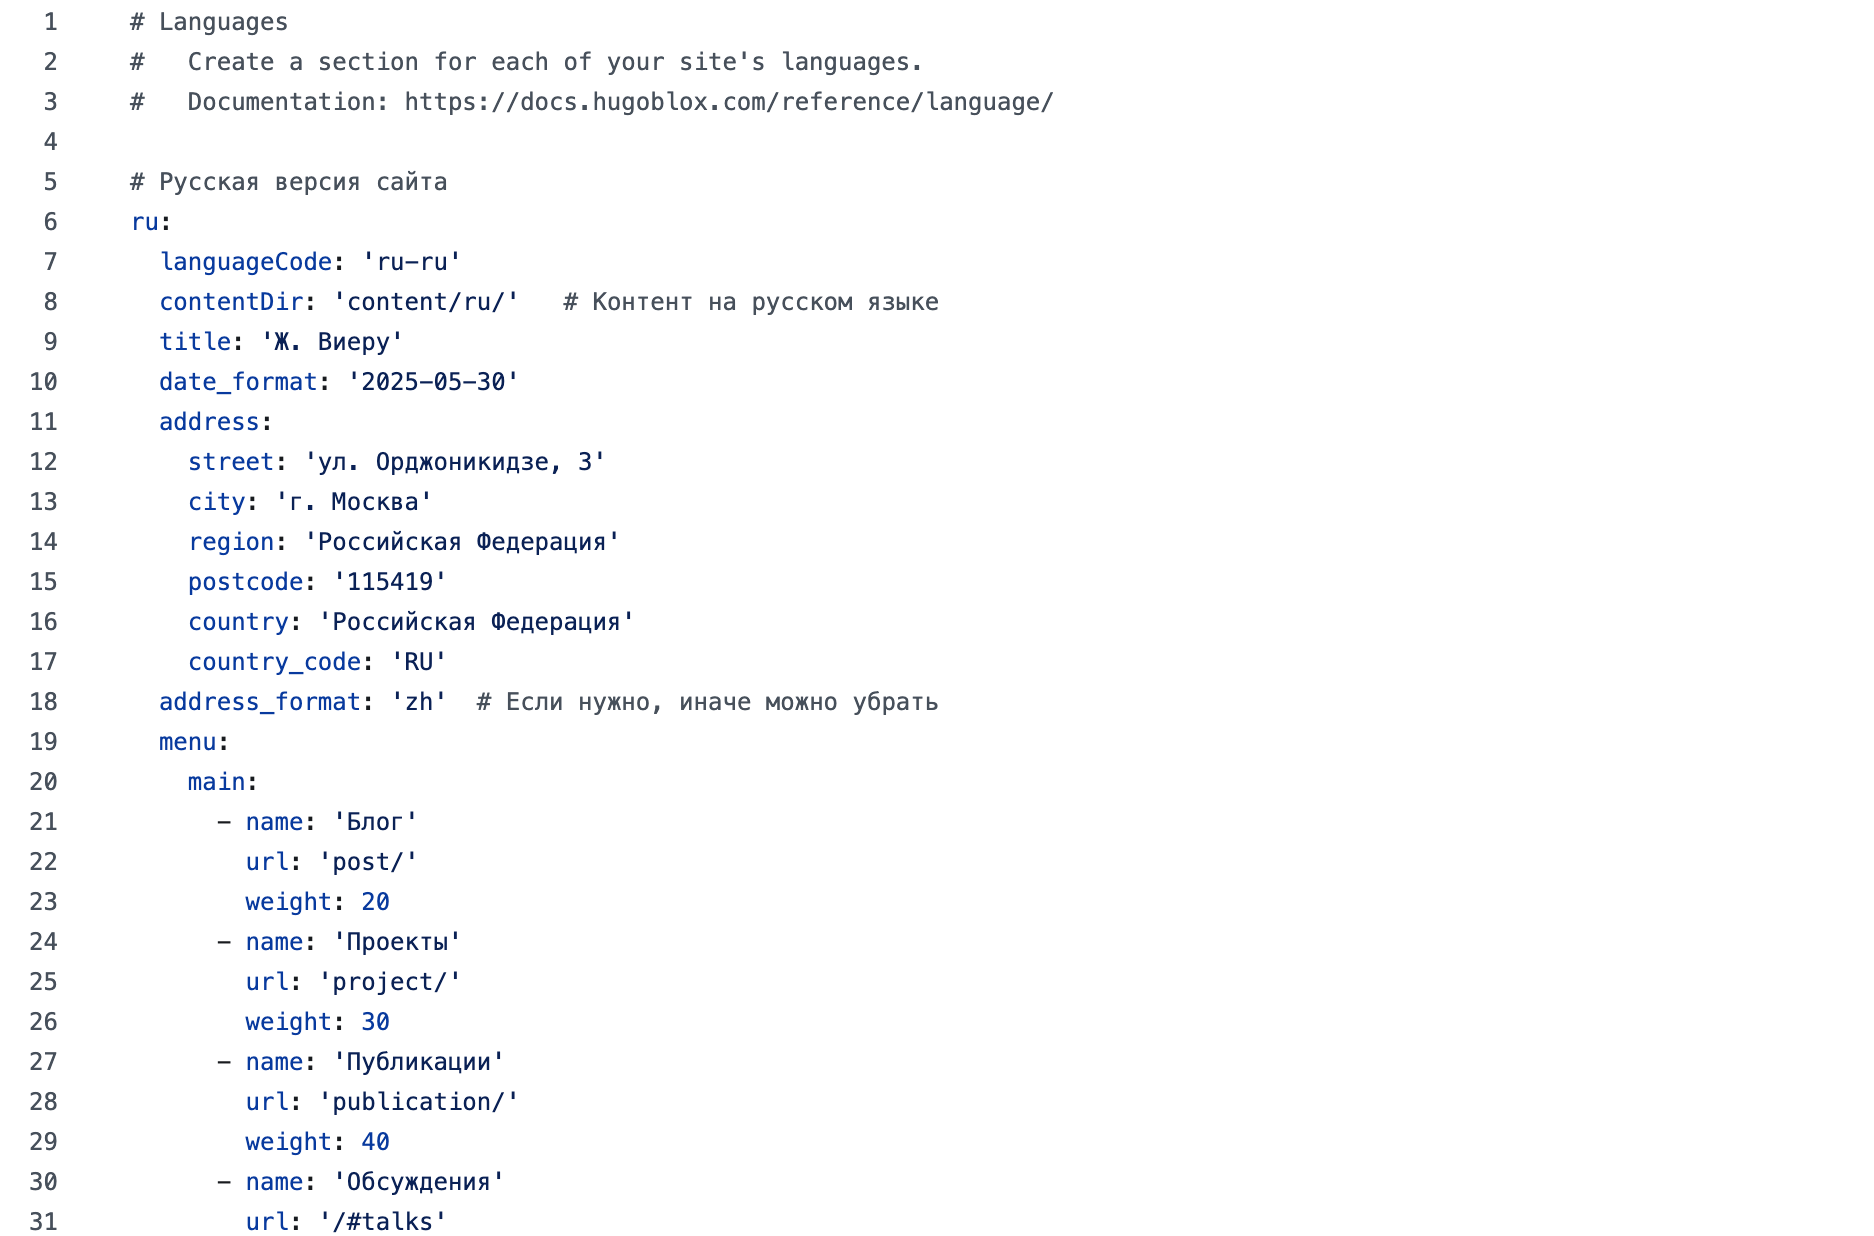 1 # Languages
2 #   Create a section for each of your site's languages.
3 #   Documentation: https://docs.hugoblox.com/reference/language/
4
5 # Русская версия сайта
6 ru:
7   languageCode: 'ru-ru'
8   contentDir: 'content/ru/'   # Контент на русском языке
9   title: 'Ж. Виеру'
10   date_format: '2025-05-30'
11   address:
12     street: 'ул. Орджоникидзе, 3'
13     city: 'г. Москва'
14     region: 'Российская Федерация'
15     postcode: '115419'
16     country: 'Российская Федерация'
17     country_code: 'RU'
18   address_format: 'zh'  # Если нужно, иначе можно убрать
19   menu:
20     main:
21       - name: 'Блог'
22         url: 'post/'
23         weight: 20
24       - name: 'Проекты'
25         url: 'project/'
26         weight: 30
27       - name: 'Публикации'
28         url: 'publication/'
29         weight: 40
30       - name: 'Обсуждения'
31         url: '/#talks'